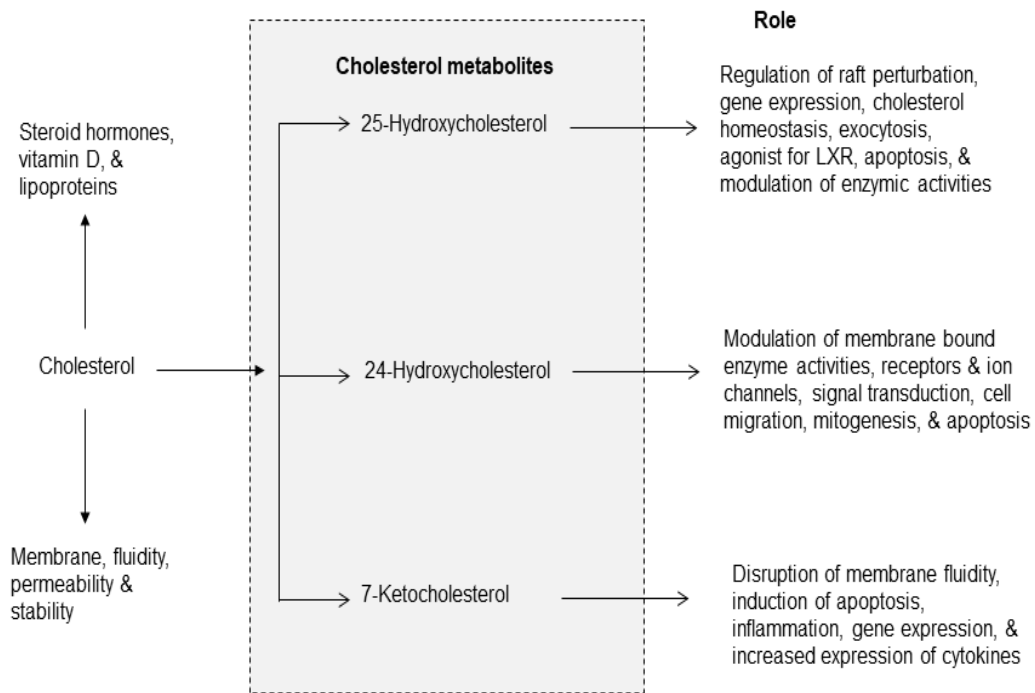 Role
Cholesterol metabolites
Steroid hormones,
vitamin D, &
lipoproteins
Cholesterol
Membrane, fluidity,
permeability &
stability
25-Hydroxycholesterol
Regulation of raft perturbation,
gene expression, cholesterol
homeostasis, exocytosis,
agonist for LXR, apoptosis, &
modulation of enzymic activities
24-Hydroxycholesterol
Modulation of membrane bound
enzyme activities, receptors & ion
channels, signal transduction, cell
migration, mitogenesis, & apoptosis
7-Ketocholesterol
Disruption of membrane fluidity,
induction of apoptosis,
inflammation, gene expression, &
increased expression of cytokines